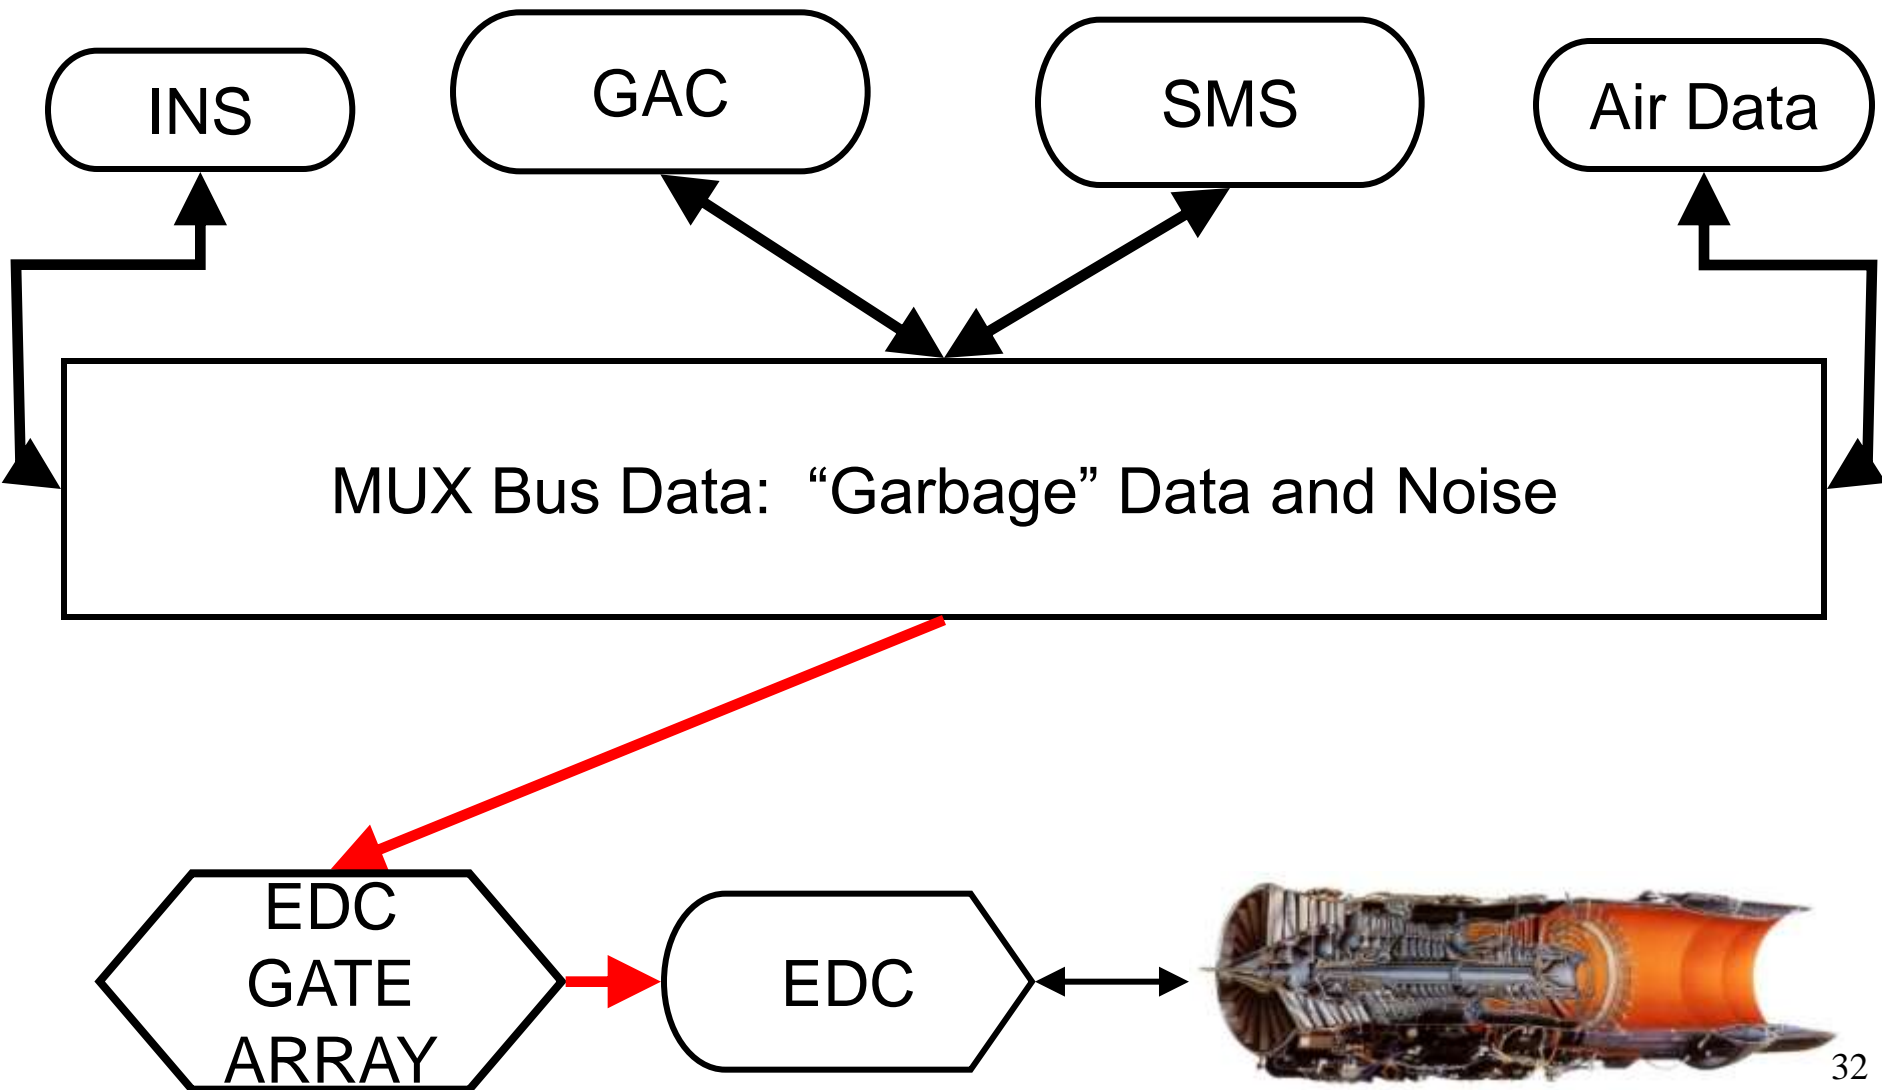 INS
GAC
SMS
Air Data
MUX Bus Data:  “Garbage” Data and Noise
EDC
GATE
ARRAY
EDC
32